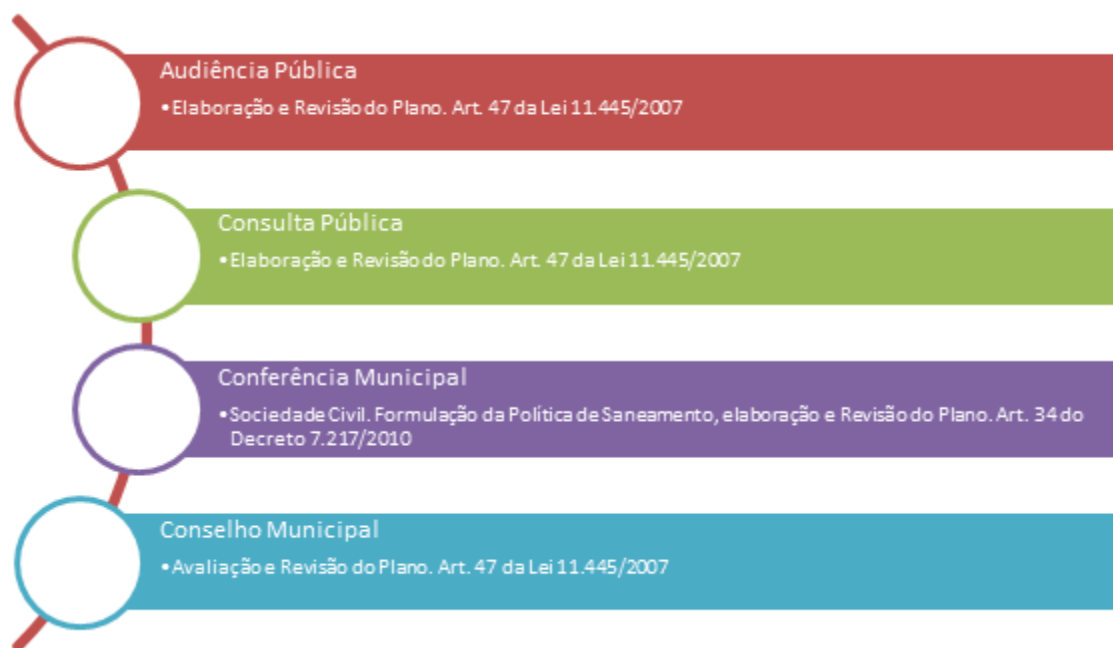 Audiência Pública
•Elaboração e Revisão do Plano. Art. 47 da Lei 11.445/2007
Consulta Pública
•Elaboração e Revisão do Plano. Art. 47 da Lei 11.445/2007
Conferência Municipal
•Sociedade Civil. Formulação da Política de Saneamento, elaboração e Revisão do Plano. Art. 34 do
Decreto 7.217/2010
Conselho Municipal
•Avaliação e Revisão do Plano. Art. 47 da Lei 11.445/2007